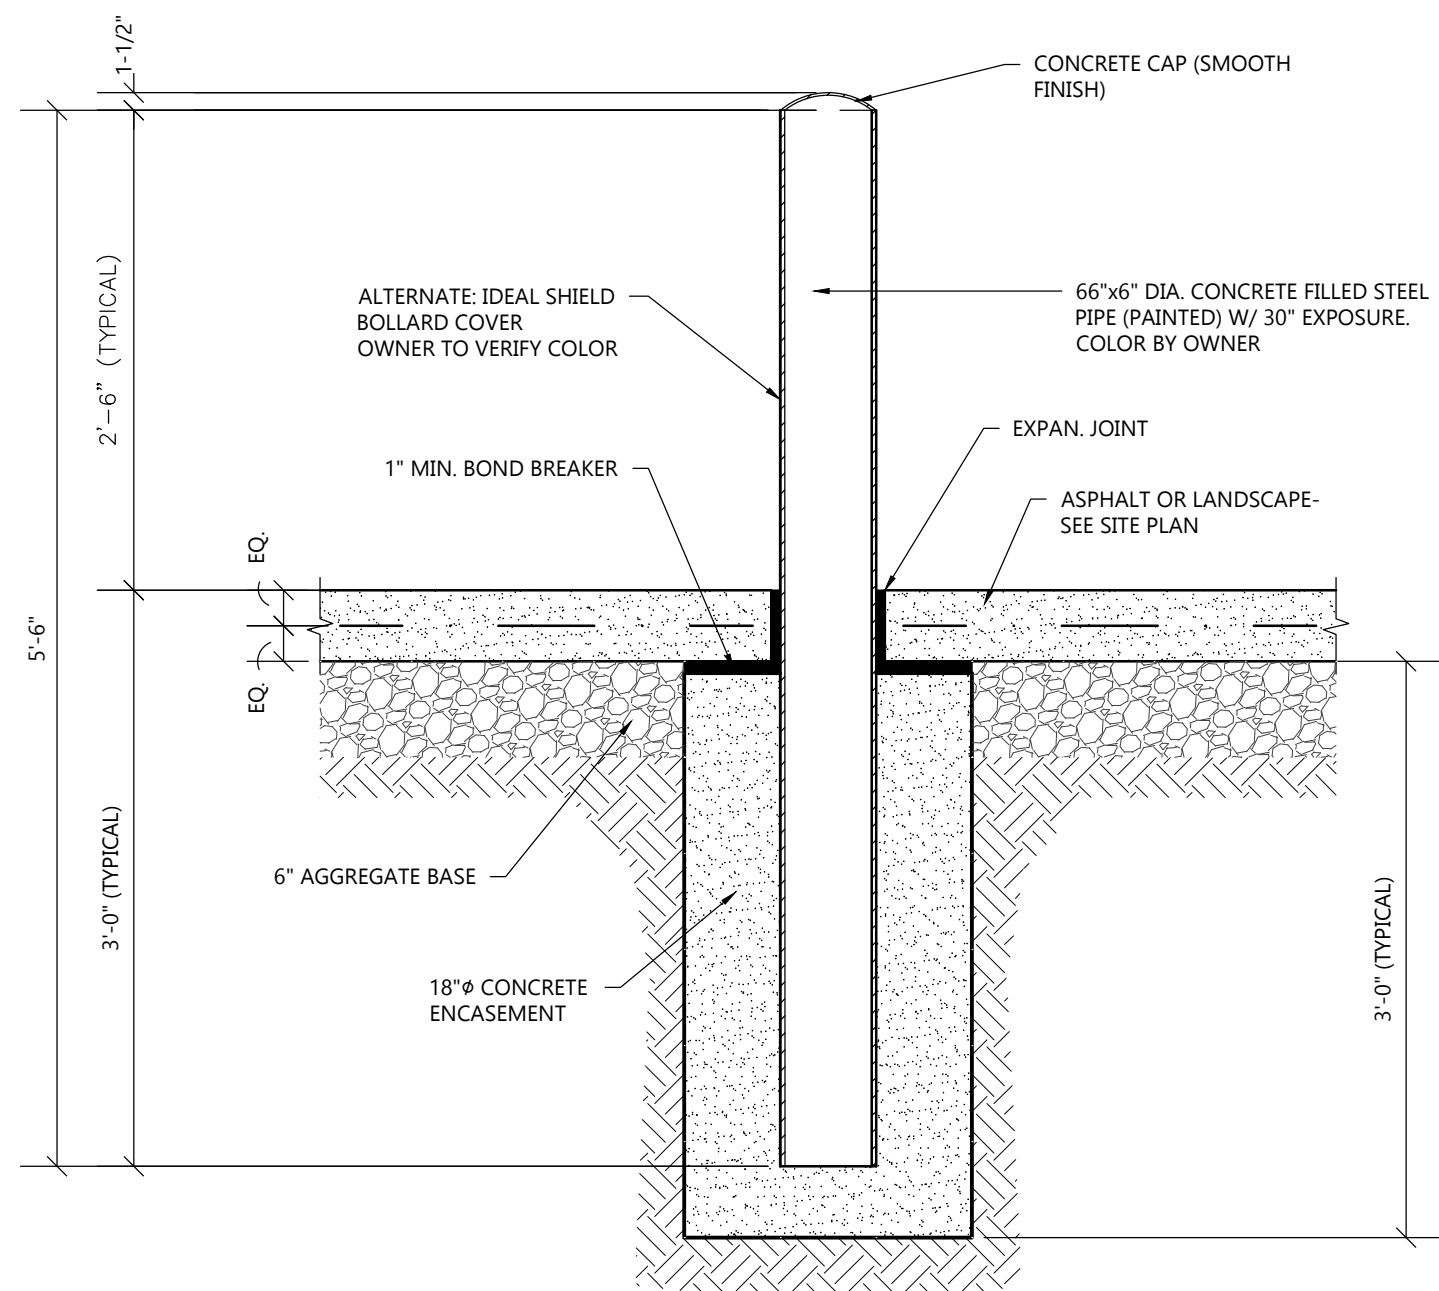 1-1/2"
CONCRETE CAP (SMOOTH
FINISH)
2'-6" (TYPICAL)
ALTERNATE: IDEAL SHIELD
BOLLARD COVER
OWNER TO VERIFY COLOR
66"x6" DIA. CONCRETE FILLED STEEL
PIPE (PAINTED) W/ 30" EXPOSURE.
COLOR BY OWNER
EXPAN. JOINT
1" MIN. BOND BREAKER
ASPHALT OR LANDSCAPE-
SEE SITE PLAN
EQ.
5'-6"
EQ.
3'-0" (TYPICAL)
6" AGGREGATE BASE
3'-0" (TYPICAL)
18"ø CONCRETE
ENCASEMENT